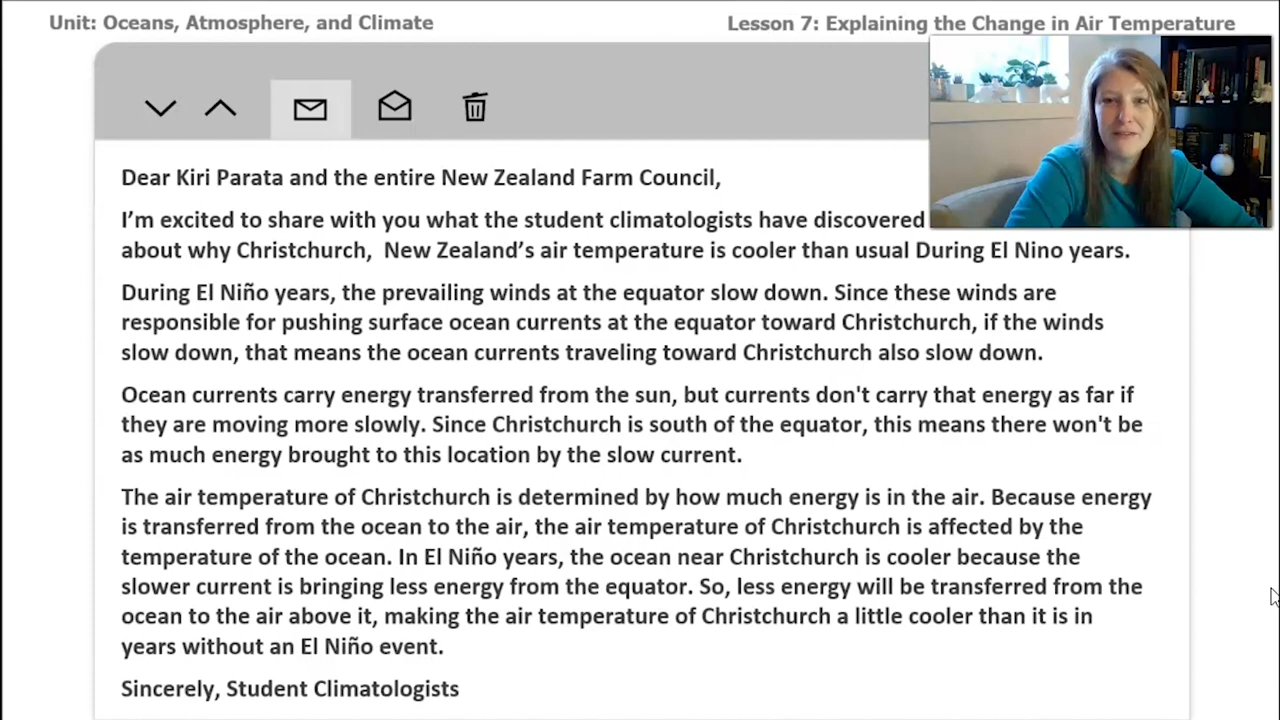 Unit: Oceans, Atmosphere, and Climate
Lesson 7: Explaining the Change in Air Temperature
Dear Kiri Parata and the entire New Zealand Farm Council,
I'm excited to share with you what the student climatologists have discovered
about why Christchurch,  New Zealand's air temperature is cooler than usual During El Nino years.
During El Niño years, the prevailing winds at the equator slow down. Since these winds are
responsible for pushing surface ocean currents at the equator toward Christchurch, if the winds
slow down, that means the ocean currents traveling toward Christchurch also slow down.
Ocean currents carry energy transferred from the sun, but currents don't carry that energy as far if
they are moving more slowly. Since Christchurch is south of the equator, this means there won't be
as much energy brought to this location by the slow current.
The air temperature of Christchurch is determined by how much energy is in the air. Because energy
is transferred from the ocean to the air, the air temperature of Christchurch is affected by the
temperature of the ocean. In El Niño years, the ocean near Christchurch is cooler because the
slower current is bringing less energy from the equator. So, less energy will be transferred from the
ocean to the air above it, making the air temperature of Christchurch a little cooler than it is in
years without an El Niño event.
Sincerely, Student Climatologists